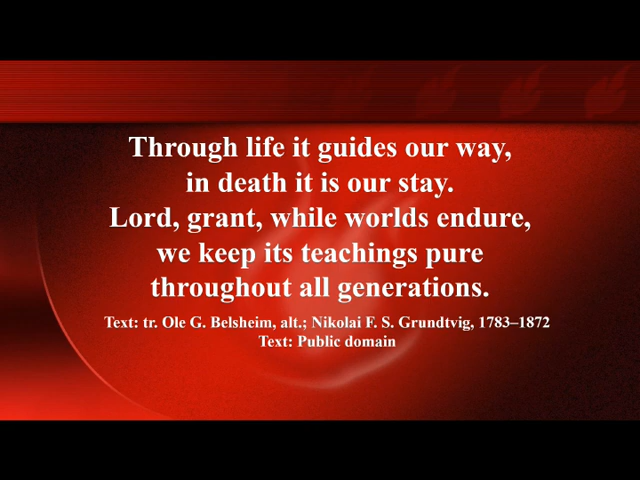 Through life it guides our way,
in death it is our stay.
Lord, grant, while worlds endure,
we keep its teachings pure
throughout all generations.
Text: tr. Ole G. Belsheim, alt.; Nikolai F. S. Grundtvig, 1783–1872
Text: Public domain